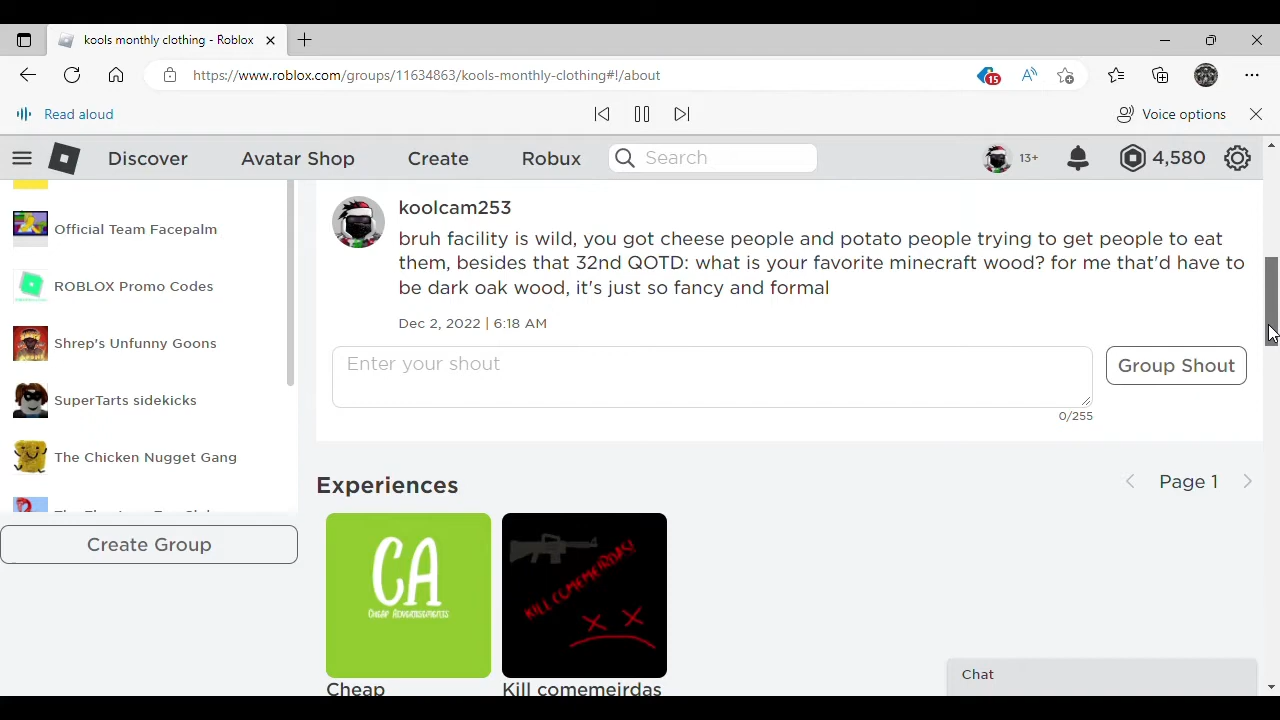 kools monthly clothing - Roblox
https://www.roblox.com/groups/11634863/kools-monthly-clothing#!/about
15
Read aloud
Voice options
Discover
Avatar Shop
Create
Robux
Search
13+
4,580
Official Team Facepalm
ROBLOX Promo Codes
Shrep's Unfunny Goons
SuperTarts sidekicks
The Chicken Nugget Gang
Create Group
koolcam253
bruh facility is wild, you got cheese people and potato people trying to get people to eat
them, besides that 32nd QOTD: what is your favorite minecraft wood? for me that'd have to
be dark oak wood, it's just so fancy and formal
Dec 2, 2022 | 6:18 AM
Enter your shout
Group Shout
0/255
Experiences
Page 1
CA
CHEAP ADVERTISEMENTS
KILL COMEMEIRDAS!
Cheap
Kill comemeirdas
Chat